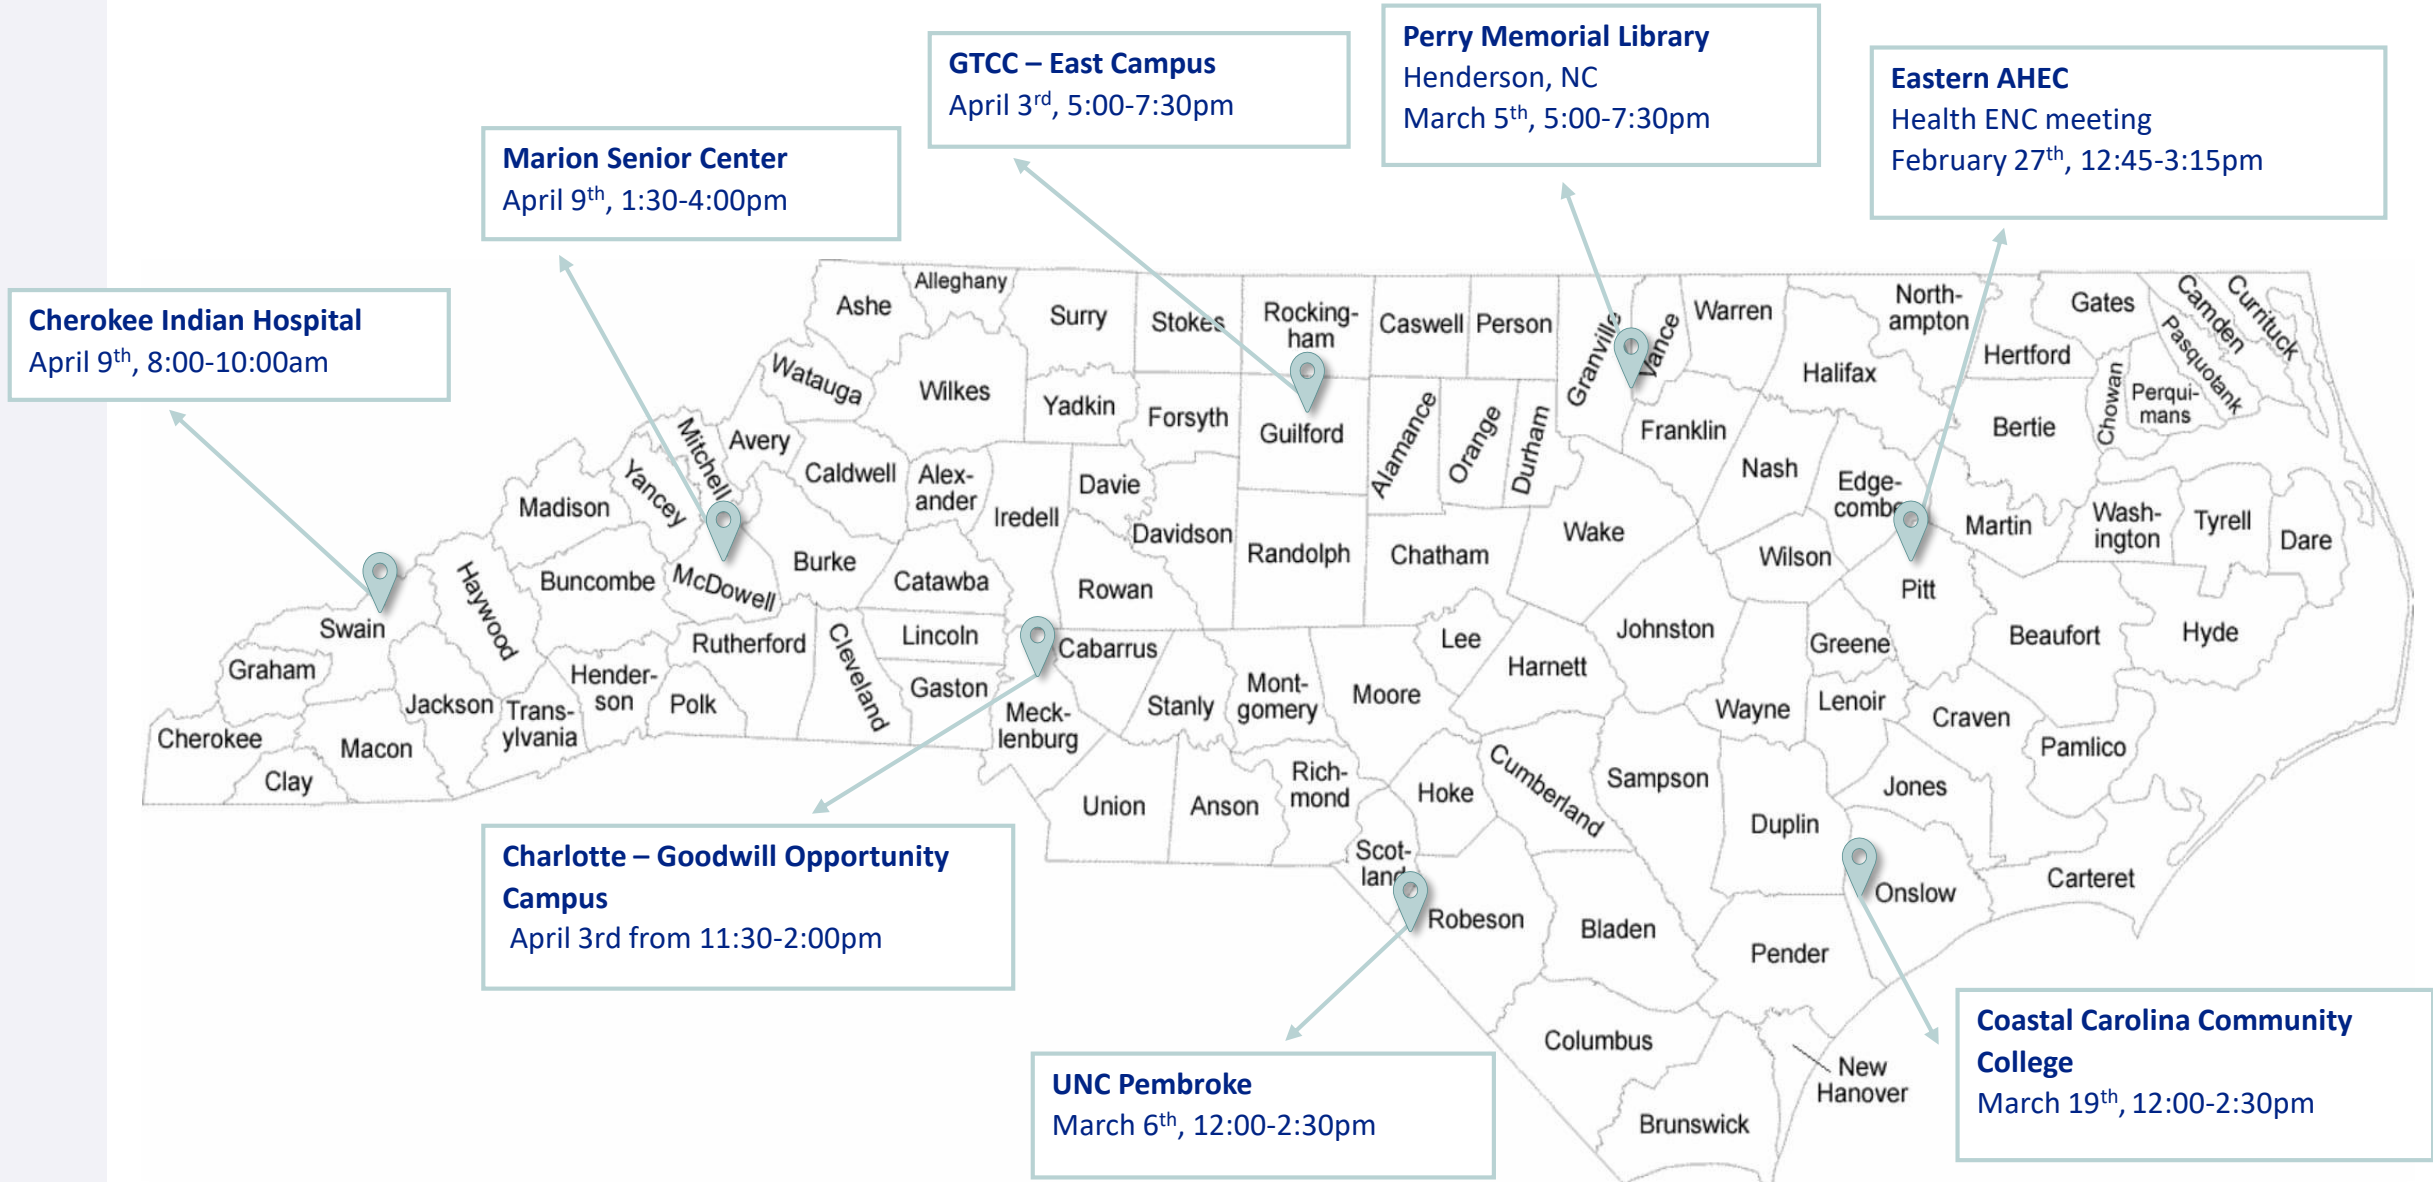 GTCC – East Campus
April 3rd, 5:00-7:30pm
Perry Memorial Library
Henderson, NC
March 5th, 5:00-7:30pm
Eastern AHEC
Health ENC meeting
February 27th, 12:45-3:15pm
Marion Senior Center
April 9th, 1:30-4:00pm
Cherokee Indian Hospital
April 9th, 8:00-10:00am
Charlotte – Goodwill Opportunity
Campus
April 3rd from 11:30-2:00pm
UNC Pembroke
March 6th, 12:00-2:30pm
Coastal Carolina Community
College
March 19th, 12:00-2:30pm
Ashe
Alleghany
Surry
Stokes
Rocking-
ham
Caswell
Person
Granville
Vance
Warren
North-
ampton
Gates
Camden
Currituck
Pasquotank
Hertford
Halifax
Chowan
Perqui-
mans
Watauga
Wilkes
Yadkin
Forsyth
Guilford
Alamance
Orange
Durham
Franklin
Bertie
Mitchell
Avery
Yancey
Caldwell
Alex-
ander
Iredell
Davie
Nash
Edge-
combe
Madison
Davidson
Randolph
Chatham
Wake
Martin
Wash-
ington
Tyrell
Dare
Haywood
Buncombe
McDowell
Burke
Catawba
Rowan
Wilson
Pitt
Swain
Rutherford
Cleveland
Lincoln
Cabarrus
Lee
Johnston
Greene
Beaufort
Hyde
Graham
Jackson
Trans-
ylvania
Hender-
son
Polk
Gaston
Meck-
lenburg
Stanly
Mont-
gomery
Moore
Harnett
Wayne
Lenoir
Craven
Pamlico
Cherokee
Macon
Clay
Union
Anson
Rich-
mond
Hoke
Cumberland
Sampson
Duplin
Jones
Scot-
land
Robeson
Bladen
Pender
Onslow
Carteret
Columbus
New
Hanover
Brunswick